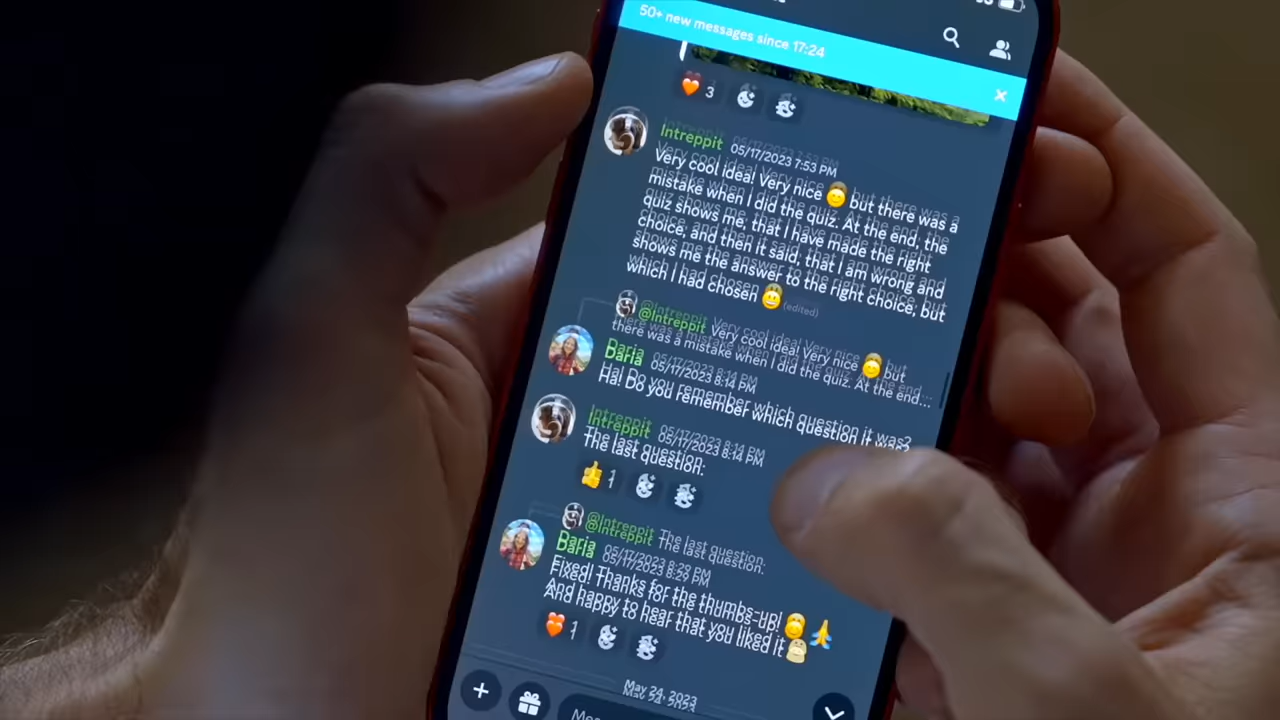 50+ new messages since 17:24
3
Intreppit 05/17/2023 7:53 PM
Very cool idea! Very nice 😊 but there was a
mistake when I did the quiz. At the end, the
quiz shows me, that I have made the right
choice, and then it said, that I am wrong and
shows me the answer to the right choice, but
which I had chosen 😄 (edited)
@Intreppit Very cool idea! Very nice 😊 but
there was a mistake when I did the quiz. At the end...
Daria 05/17/2023 8:14 PM
Ha! Do you remember which question it was?
Intreppit 05/17/2023 8:14 PM
The last question.
👍 1
@Intreppit The last question.
Daria 05/17/2023 8:29 PM
Fixed! Thanks for the thumbs-up! 😊 🙏
And happy to hear that you liked it
1
May 24, 2023